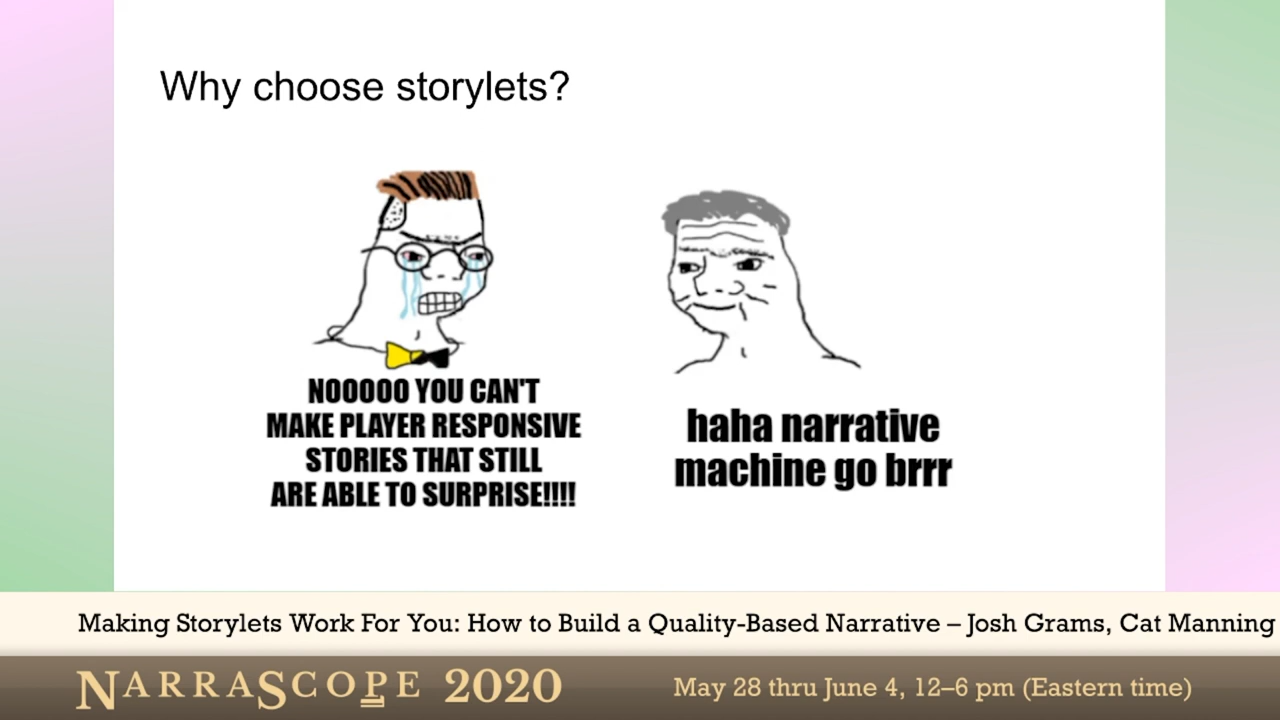 Why choose storylets?
NOOOOO YOU CAN'T
MAKE PLAYER RESPONSIVE
STORIES THAT STILL
ARE ABLE TO SURPRISE!!!!
haha narrative
machine go brrr
Making Storylets Work For You: How to Build a Quality-Based Narrative – Josh Grams, Cat Manning
NARRASCOPE 2020
May 28 thru June 4, 12–6 pm (Eastern time)